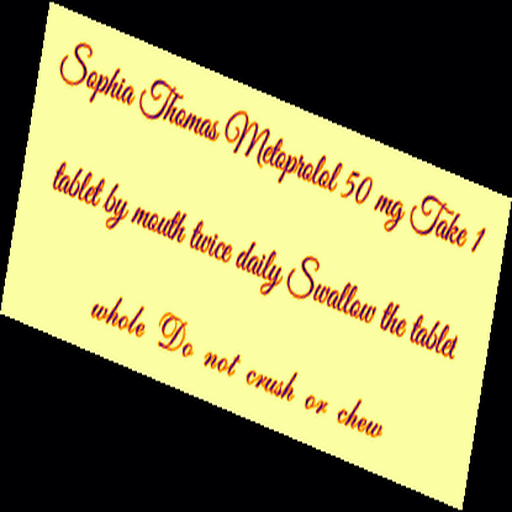 Sophia Thomas Metoprolol 50 mg Take 1
tablet by mouth twice daily Swallow the tablet
whole Do not crush or chew